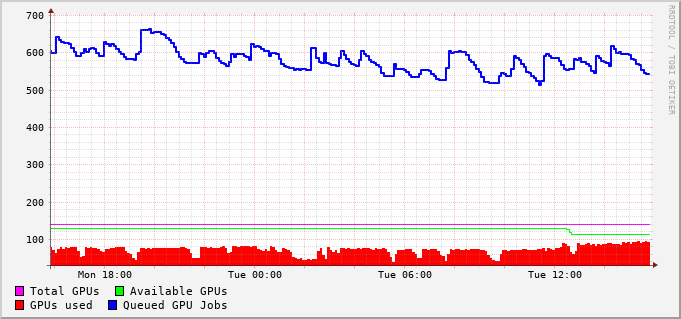 700
600
500
400
300
200
100
Mon 18:00 Tue 00:00 Tue 06:00 Tue 12:00
Total GPUs Available GPUs
GPUs used Queued GPU Jobs
RRDTOOL / TOBI OETIKER